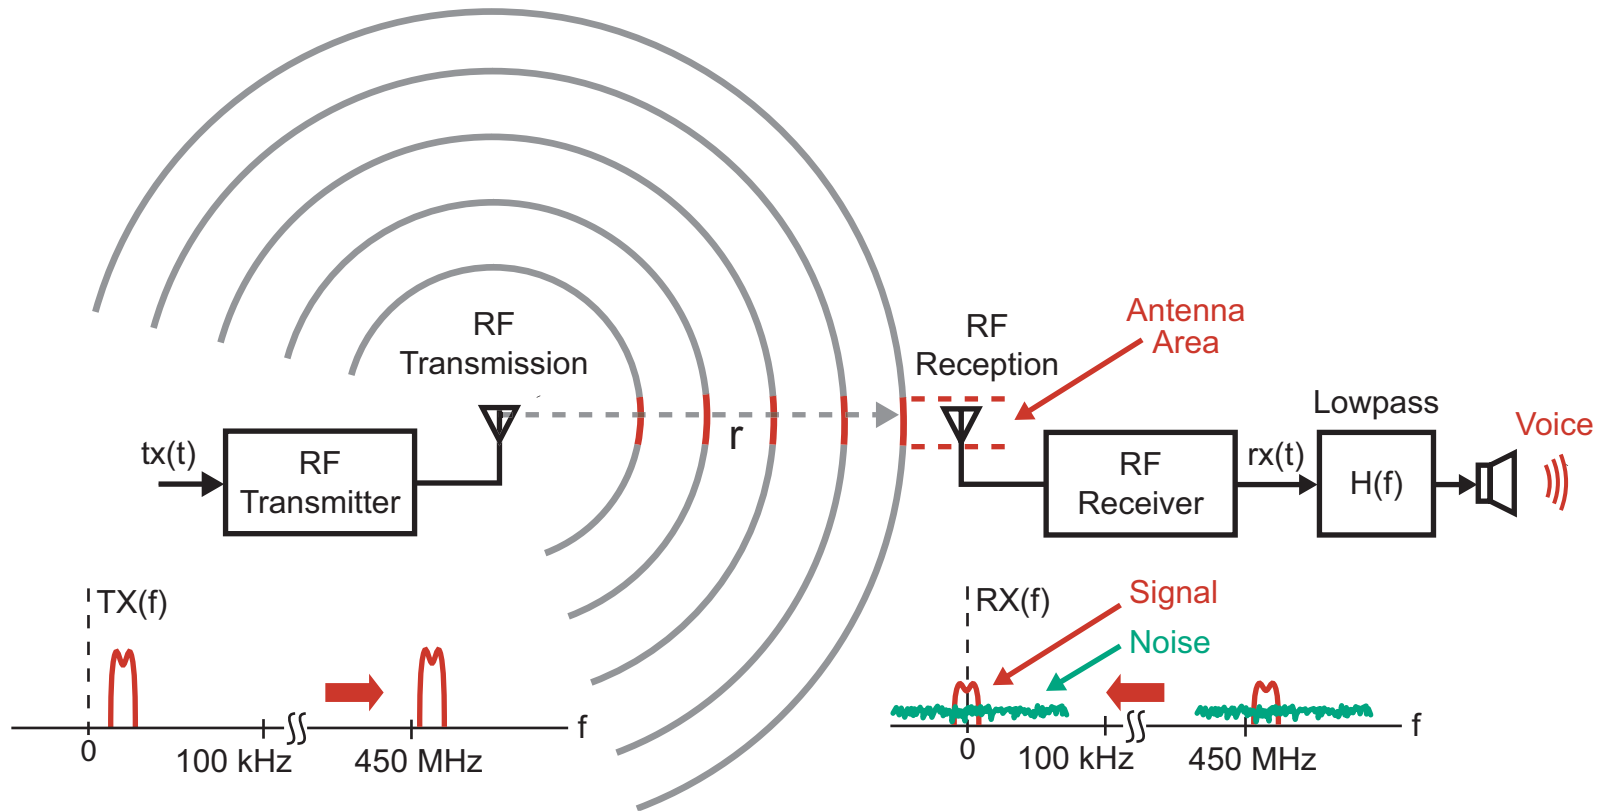 RF
Transmission
RF
Reception
Antenna
Area
r
tx(t)
RF
Transmitter
RF
Receiver
rx(t)
Lowpass
H(f)
Voice
TX(f)
0
100 kHz
450 MHz
f
RX(f)
Signal
Noise
0
100 kHz
450 MHz
f